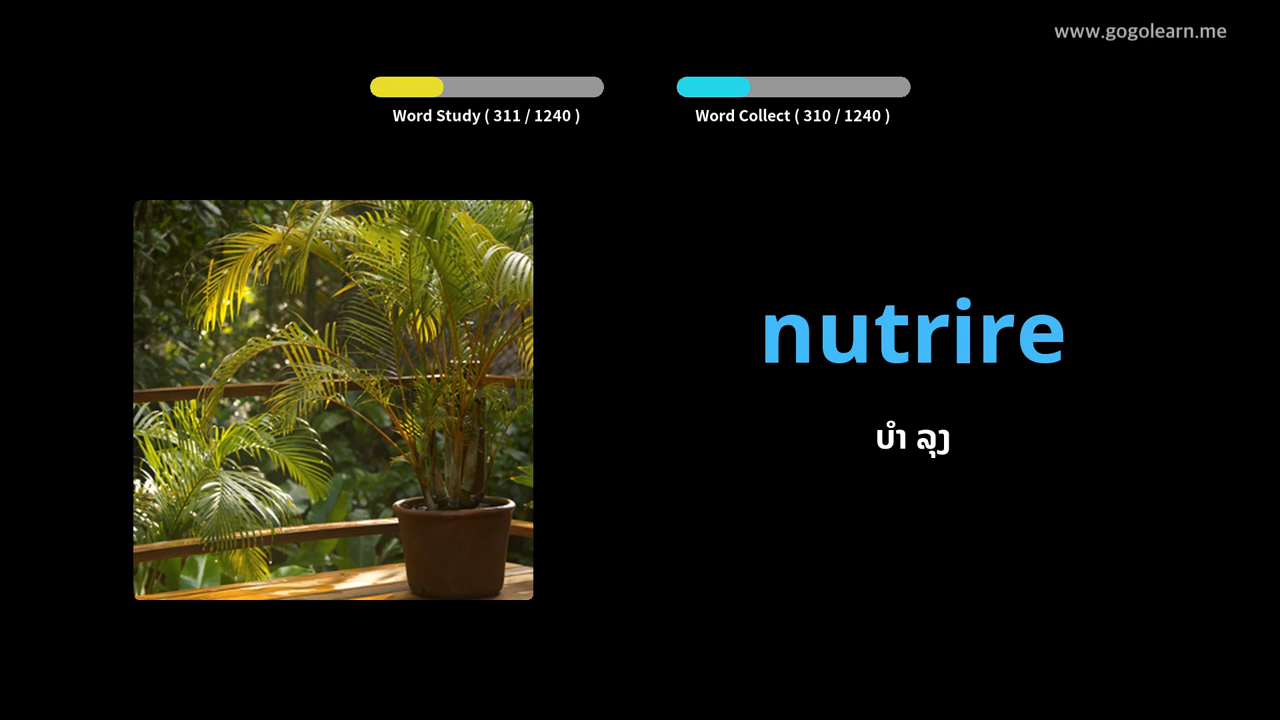 www.gogolearn.me
Word Study ( 311 / 1240 )
Word Collect ( 310 / 1240 )
nutrire
ບຳ ລຸງ